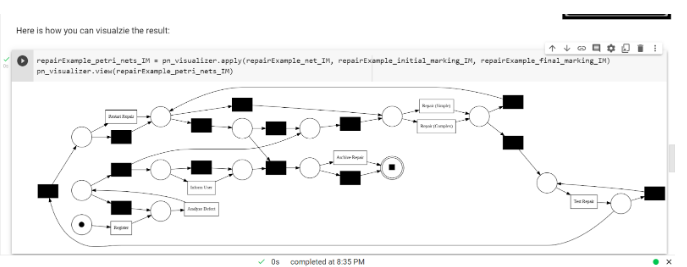 Here is how you can visualzie the result:
repairExample_petri_nets_IM = pn_visualizer.apply(repairExample_net_IM, repairExample_initial_marking_IM, repairExample_final_marking_IM)
pn_visualizer.view(repairExample_petri_nets_IM)
Repair (Simple)
Restart Repair
Repair (Complex)
Archive Repair
Inform User
Analyze Defect
Test Repair
Register
0s completed at 8:35 PM